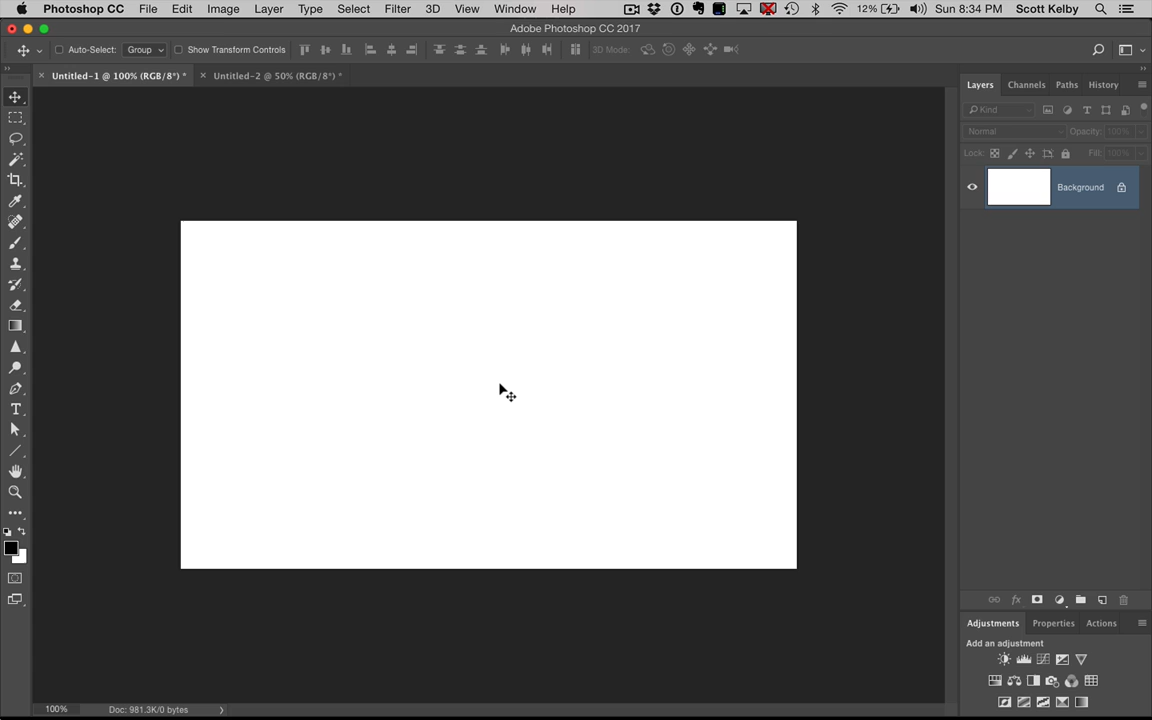 Photoshop CC File Edit Image Layer Type Select Filter 3D View Window Help 12% Sun 8:34 PM Scott Kelby
Adobe Photoshop CC 2017
Auto-Select: Group Show Transform Controls 3D Mode:
Untitled-1 @ 100% (RGB/8*) * Untitled-2 @ 50% (RGB/8*) *
Layers Channels Paths History
Kind
Normal Opacity: 100%
Lock: Fill: 100%
Background
Adjustments Properties Actions
Add an adjustment
100% Doc: 981.3K/0 bytes